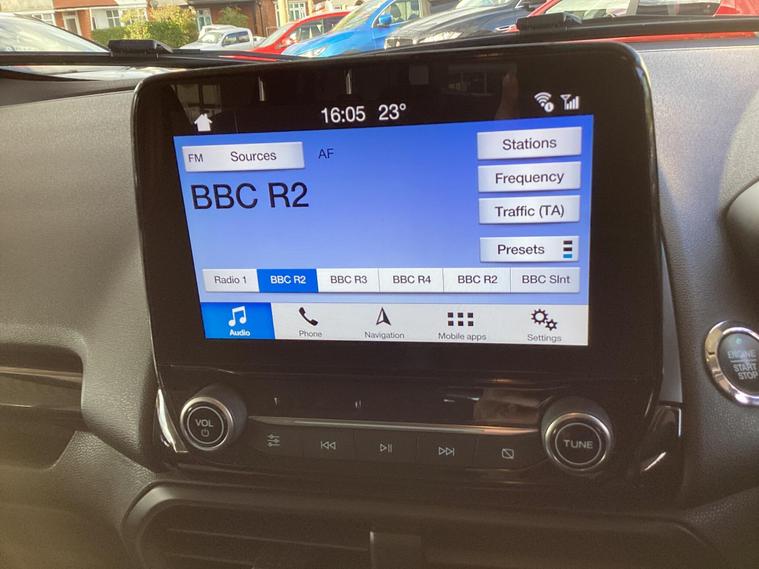 16:05 23°
FM Sources AF
Stations
BBC R2
Frequency
Traffic (TA)
Presets
Radio 1 BBC R2 BBC R3 BBC R4 BBC R2 BBC SInt
Audio Phone Navigation Mobile apps Settings
ENGINE
START
STOP
VOL
TUNE